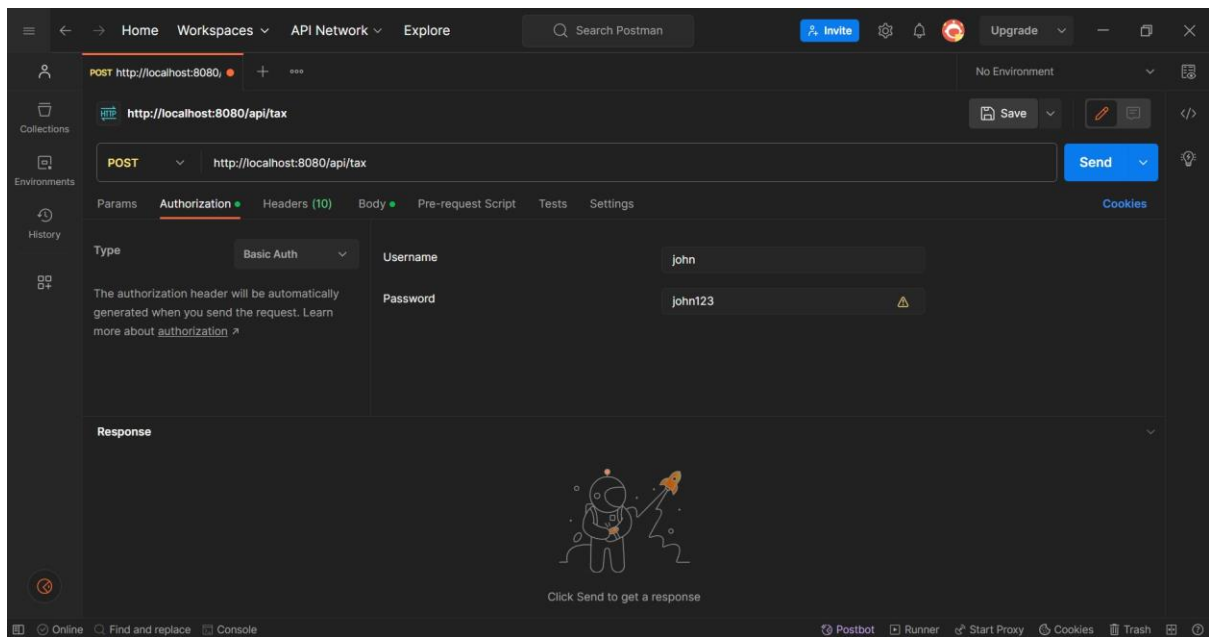 Home Workspaces API Network Explore Search Postman Invite Upgrade
POST http://localhost:8080/ No Environment
HTTP http://localhost:8080/api/tax Save
Collections
POST http://localhost:8080/api/tax Send
Environments
Params Authorization Headers (10) Body Pre-request Script Tests Settings Cookies
History
Type Basic Auth Username john
The authorization header will be automatically
generated when you send the request. Learn
more about authorization
Password john123
Response
Click Send to get a response
Online Find and replace Console Postbot Runner Start Proxy Cookies Trash